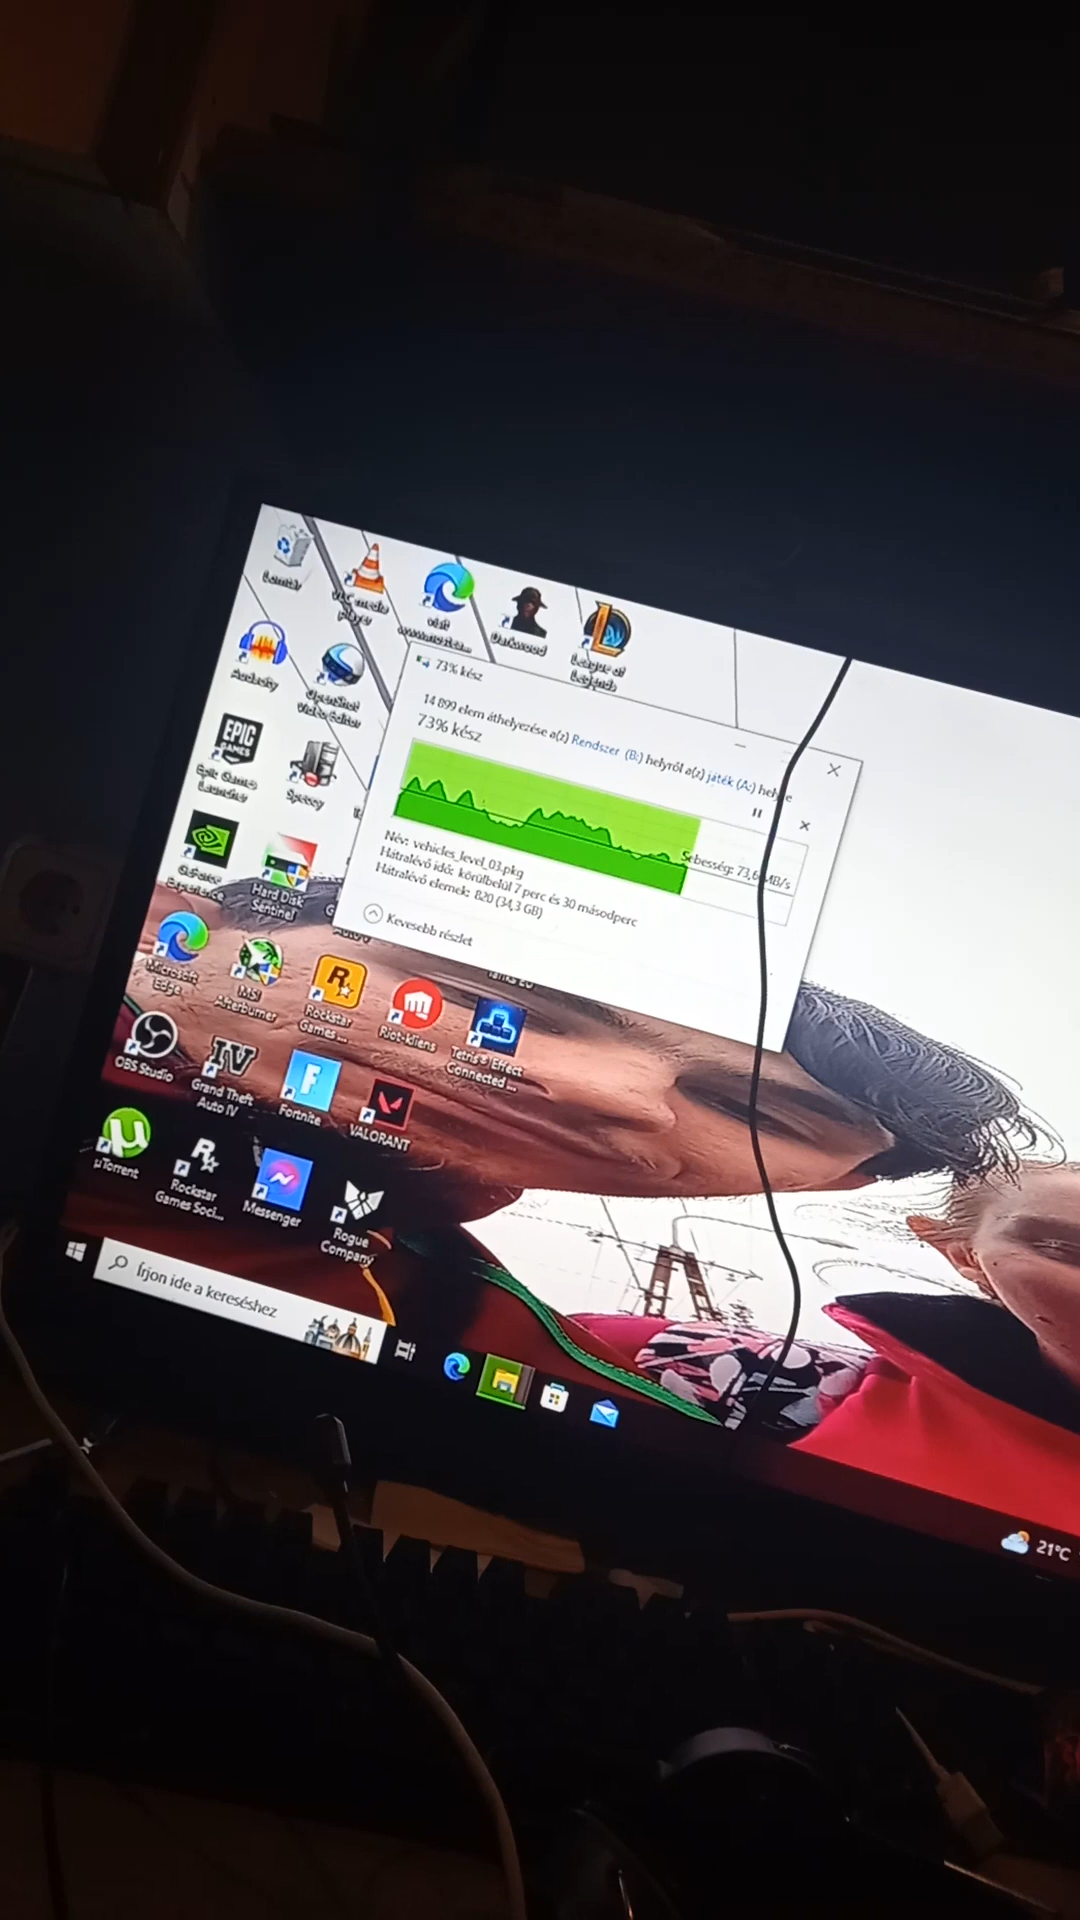 Lomtár
VLC media
player
Visit
Darkwood
League of
Legends
Audacity
OpenShot
Video Editor
EPIC
GAMES
Epic Games
Launcher
Speccy
GeForce
Experience
Hard Disk
Sentinel
73% kész
14 899 elem áthelyezése a(z) Rendszer (B:) helyről a(z) játék (A:) helyre
73% kész
Sebesség: 73,6 MB/s
Név: vehicles_level_03.pkg
Hátralévő idő: körülbelül 7 perc és 30 másodperc
Hátralévő elemek: 820 (34,3 GB)
Kevesebb részlet
Microsoft
Edge
MSI
Afterburner
Rockstar
Games ...
Riot-kliens
Tetris® Effect
Connected ...
OBS Studio
IV
Grand Theft
Auto IV
Fortnite
VALORANT
µTorrent
Rockstar
Games Soci...
Messenger
Rogue
Company
Írjon ide a kereséshez
21°C